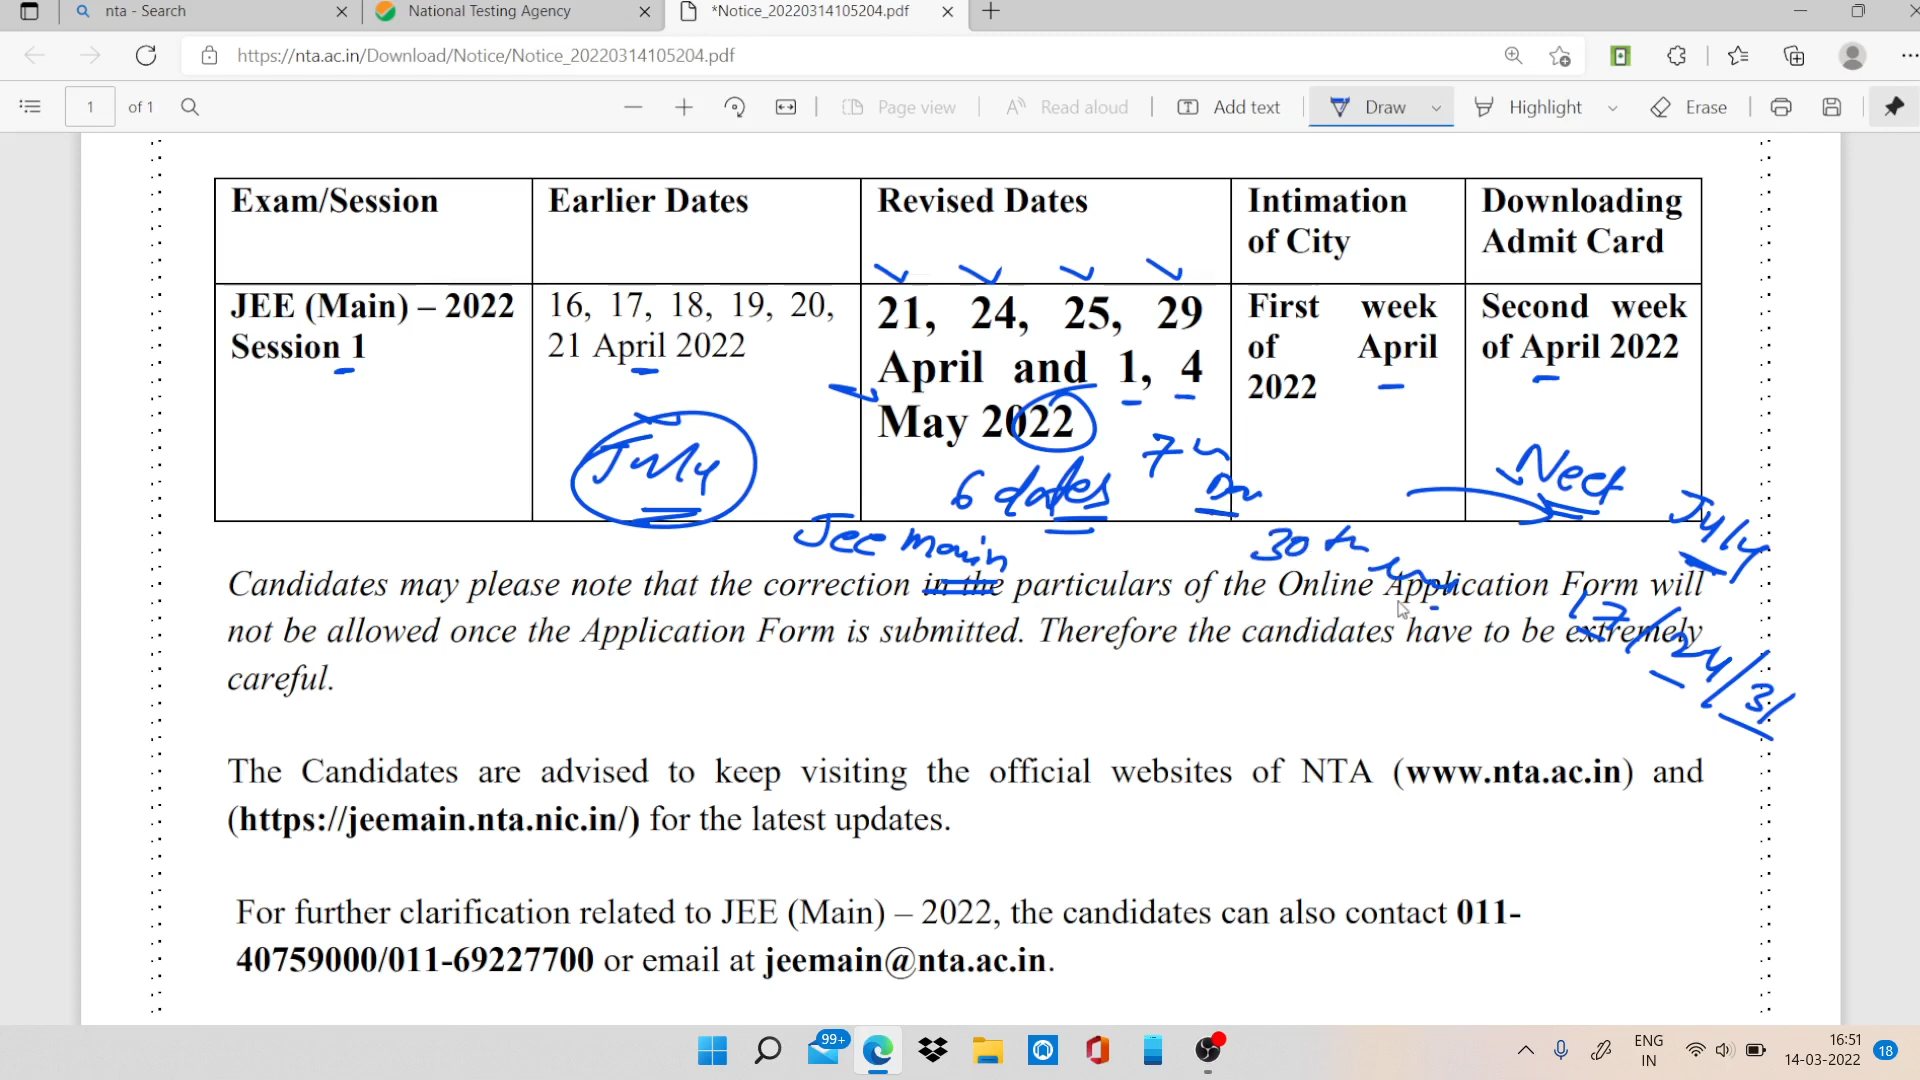 nta - Search
National Testing Agency
*Notice_20220314105204.pdf
https://nta.ac.in/Download/Notice/Notice_20220314105204.pdf
1 of 1
Page view
Read aloud
Add text
Draw
Highlight
Erase
Exam/Session
Earlier Dates
Revised Dates
Intimation of City
Downloading Admit Card
JEE (Main) – 2022
Session 1
16, 17, 18, 19, 20,
21 April 2022
21, 24, 25, 29
April and 1, 4
May 2022
First week
of April
2022
Second week
of April 2022
July
6 dates
7
Neet
July
Jee main
30 th
17/24/31
Candidates may please note that the correction in the particulars of the Online Application Form will
not be allowed once the Application Form is submitted. Therefore the candidates have to be extremely
careful.
The Candidates are advised to keep visiting the official websites of NTA (www.nta.ac.in) and
(https://jeemain.nta.nic.in/) for the latest updates.
For further clarification related to JEE (Main) – 2022, the candidates can also contact 011-
40759000/011-69227700 or email at jeemain@nta.ac.in.
99+
ENG
IN
16:51
14-03-2022
18